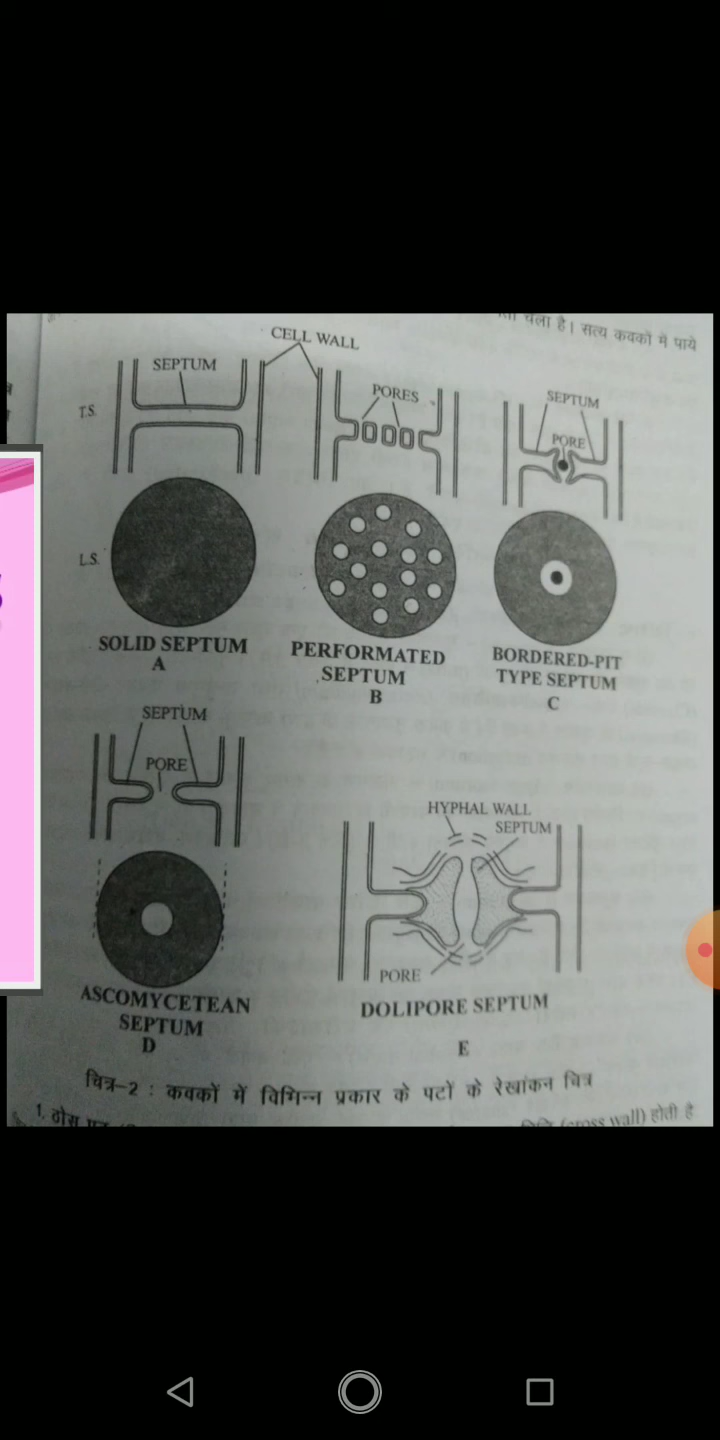 चला है। सत्य कवकों में पाये
CELL WALL
SEPTUM
PORES
SEPTUM
PORE
T.S.
L.S.
SOLID SEPTUM
A
PERFORMATED
SEPTUM
B
BORDERED-PIT
TYPE SEPTUM
C
SEPTUM
PORE
ASCOMYCETEAN
SEPTUM
D
HYPHAL WALL
SEPTUM
PORE
DOLIPORE SEPTUM
E
चित्र-2 : कवकों में विभिन्न प्रकार के पटों के रेखांकन चित्र
1. ठोस (cross wall) होती है